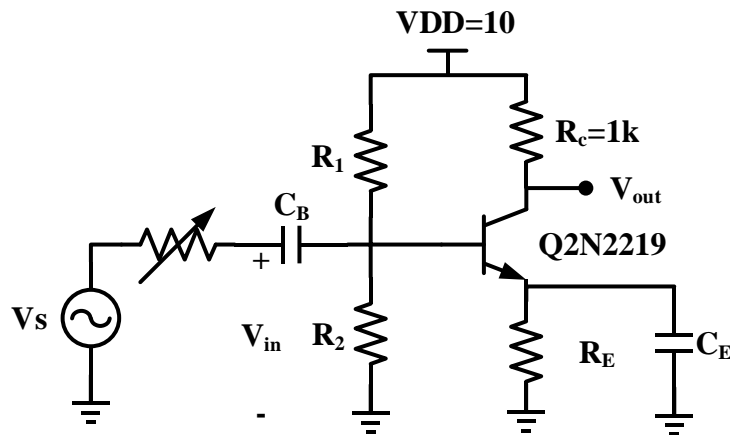 VDD=10
Rc=1k
R1
Vout
CB
Q2N2219
+
Vs
Vin
R2
RE
CE
-